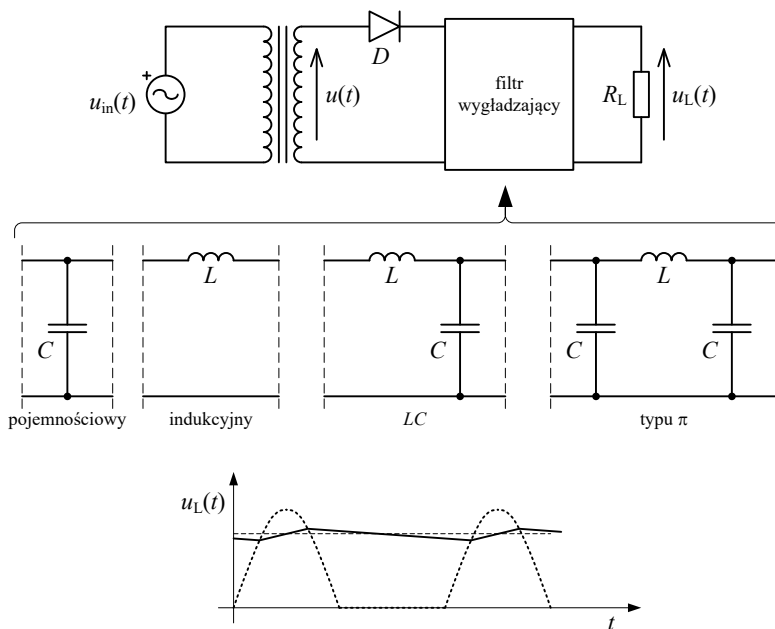 +
u_in(t)
u(t)
D
filtr
wygładzający
R_L
u_L(t)
C
L
L
C
C
L
C
pojemnościowy
indukcyjny
LC
typu π
u_L(t)
t